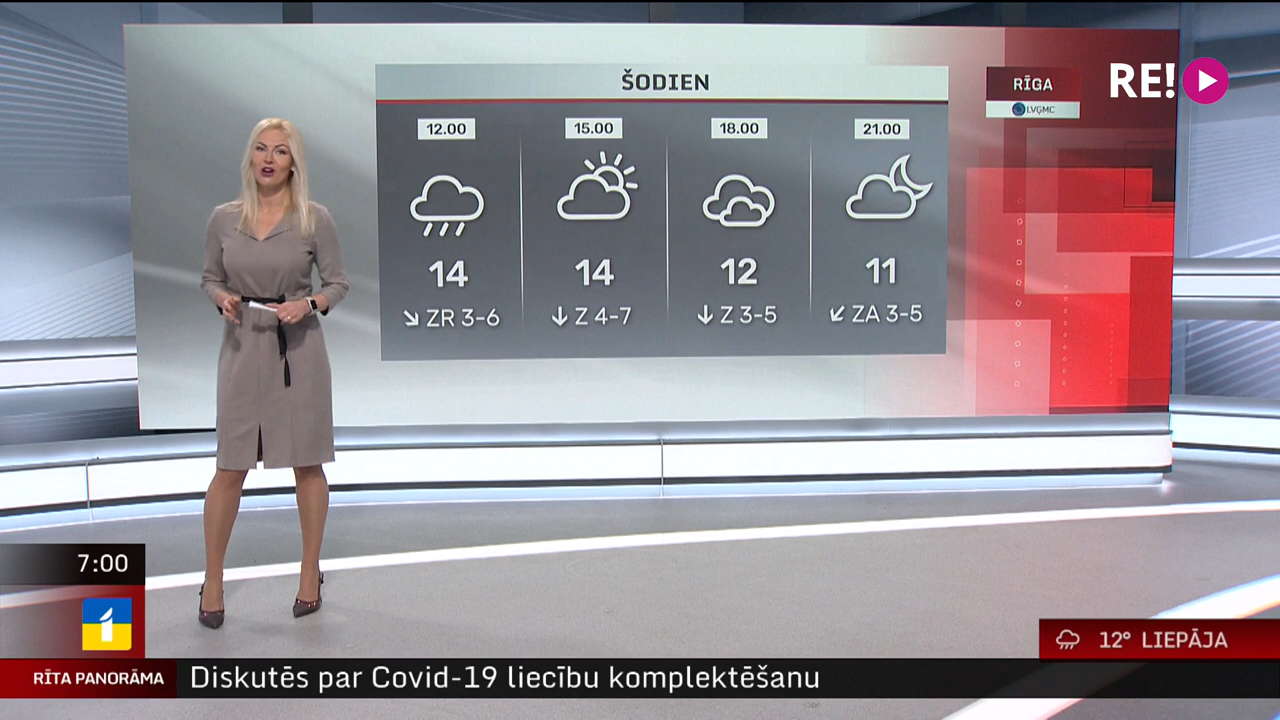 ŠODIEN
RĪGA
LVĢMC
RE!
12.00 15.00 18.00 21.00
14 14 12 11
ZR 3-6 Z 4-7 Z 3-5 ZA 3-5
7:00
1
12° LIEPĀJA
RĪTA PANORĀMA
Diskutēs par Covid-19 liecību komplektēšanu